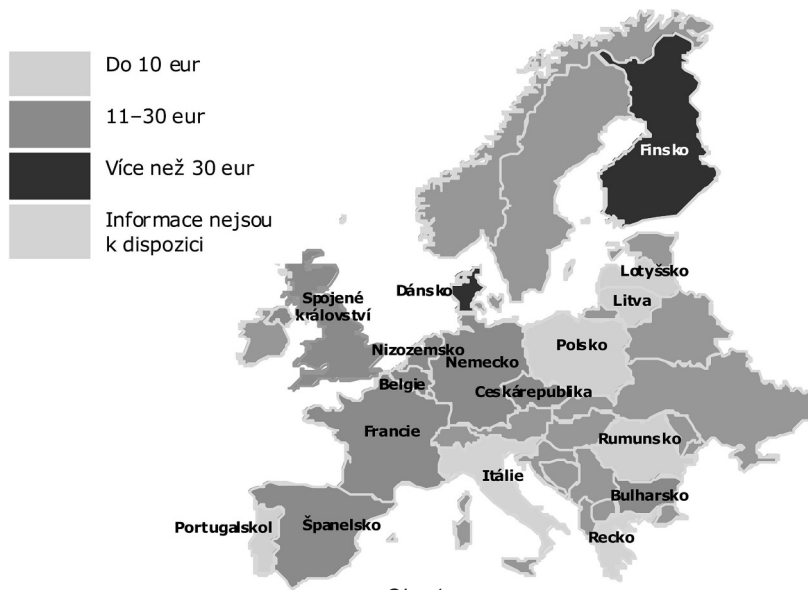 Do 10 eur
11–30 eur
Více než 30 eur
Informace nejsou
k dispozici
Finsko
Lotyšsko
Dánsko
Litva
Spojené
království
Nizozemsko
Polsko
Nemecko
Belgie
Ceskárepublika
Francie
Rumunsko
Itálie
Bulharsko
Portugalskol
Španelsko
Recko